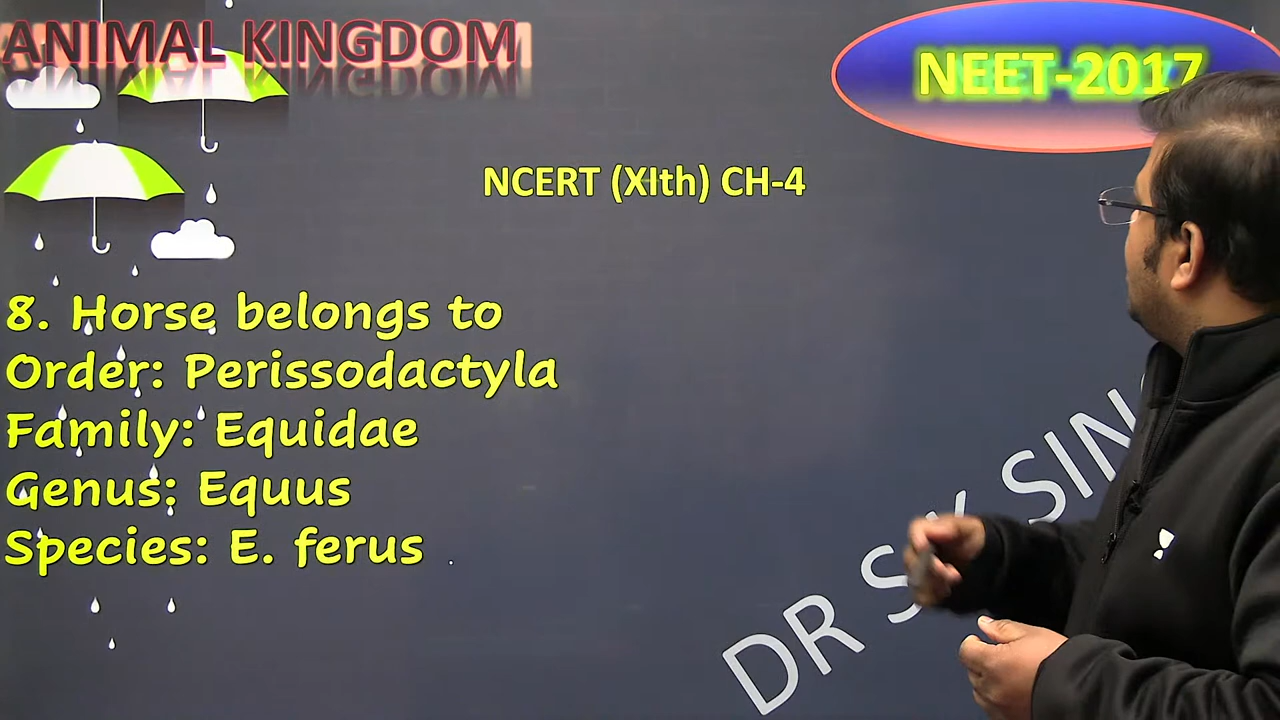 ANIMAL KINGDOM
NEET-2017
NCERT (XIth) CH-4
8. Horse belongs to
Order: Perissodactyla
Family: Equidae
Genus: Equus
Species: E. ferus
DR S K SING